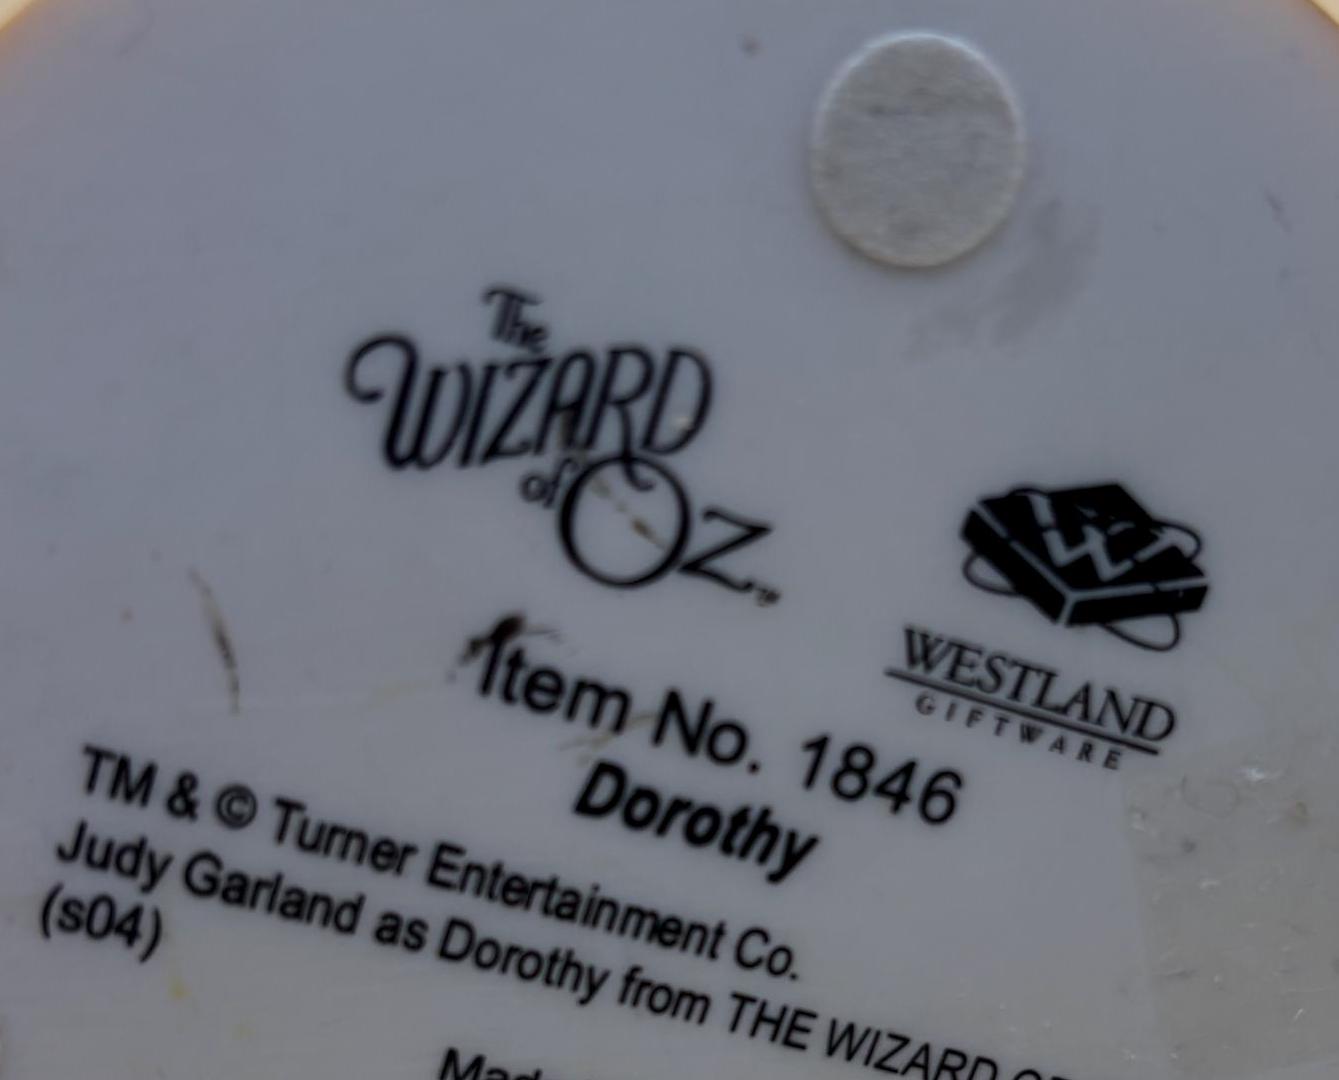 The
WIZARD
of OZ™
WESTLAND
GIFTWARE
Item No. 1846
Dorothy
TM & © Turner Entertainment Co.
Judy Garland as Dorothy from THE WIZARD
(s04)